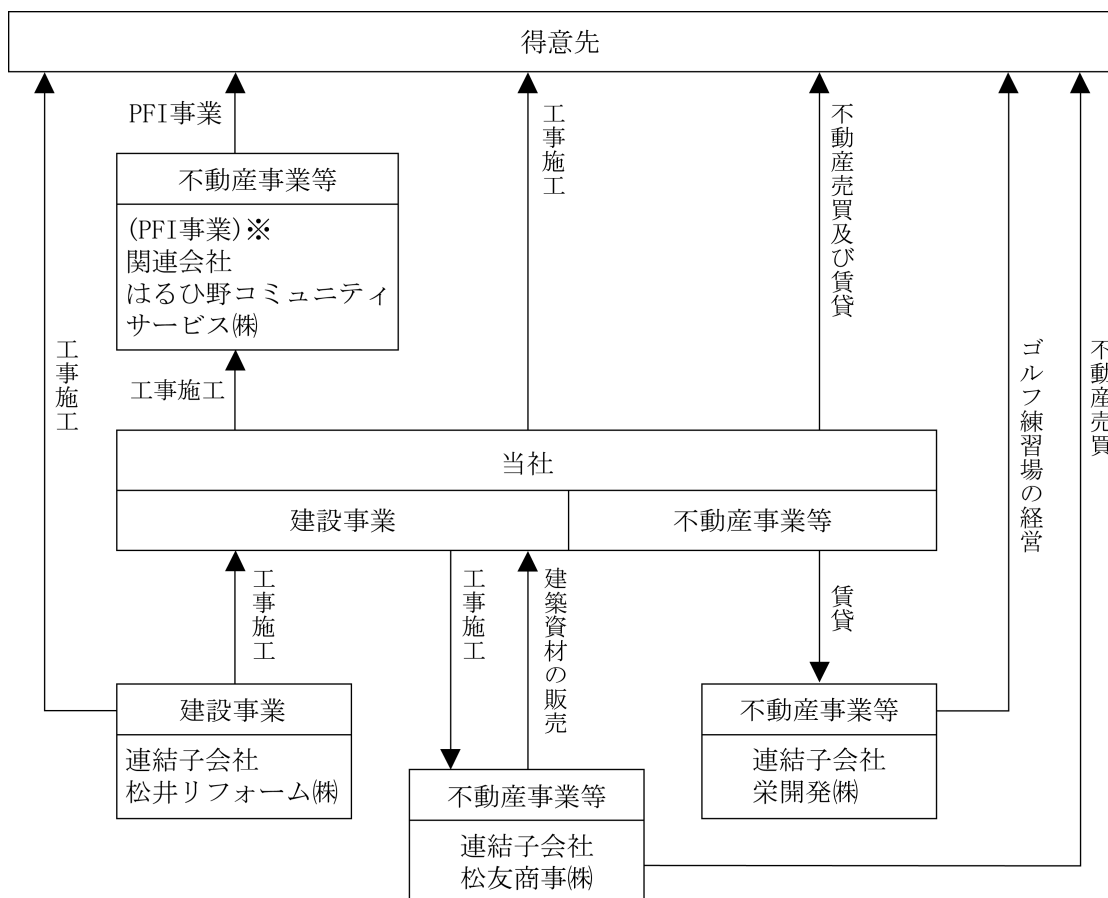 得意先
PFI事業
工事施工
不動産売買及び賃貸
不動産事業等
(PFI事業)※
関連会社
はるひ野コミュニティ
サービス㈱
工事施工
工事施工
ゴルフ練習場の経営
不動産売買
当社
建設事業
不動産事業等
工事施工
工事施工
建築資材の販売
賃貸
建設事業
連結子会社
松井リフォーム㈱
不動産事業等
連結子会社
松友商事㈱
不動産事業等
連結子会社
栄開発㈱